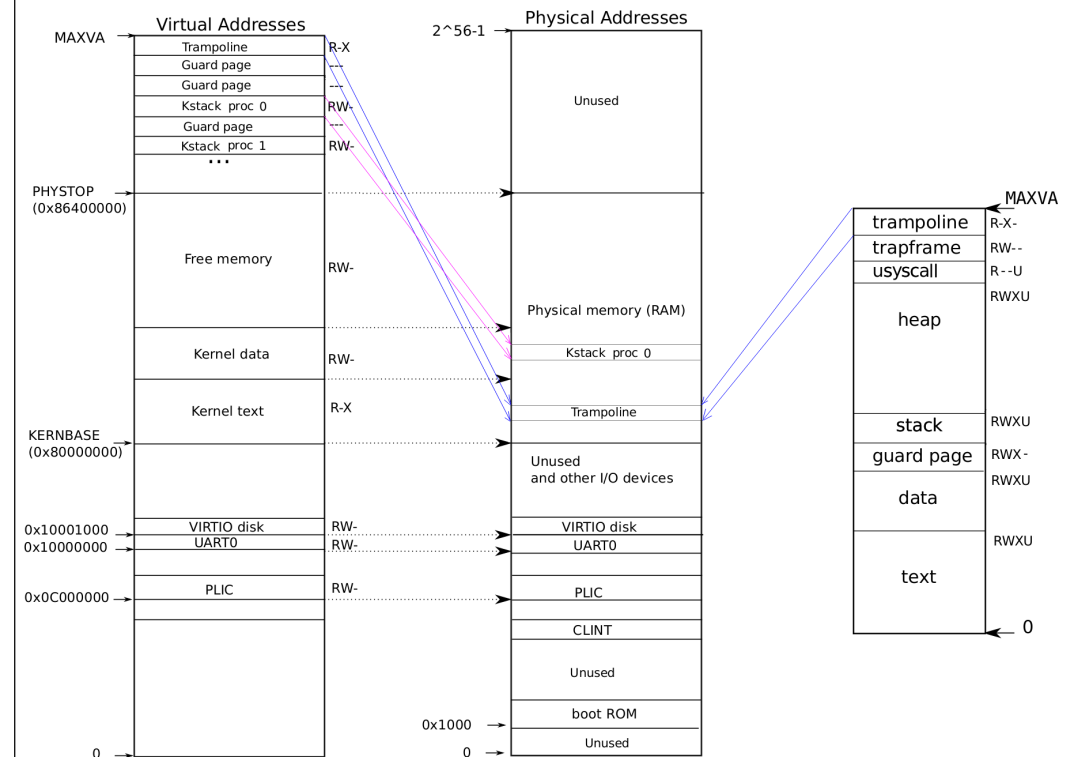 Virtual Addresses
MAXVA
Trampoline
R-X
Guard page
---
Guard page
---
Kstack proc 0
RW-
Guard page
---
Kstack proc 1
RW-
...
PHYSTOP
(0x86400000)
Free memory
RW-
Kernel data
RW-
Kernel text
R-X
KERNBASE
(0x80000000)
0x10001000
VIRTIO disk
RW-
0x10000000
UART0
RW-
PLIC
RW-
0x0C000000
0
Physical Addresses
2^56-1
Unused
Physical memory (RAM)
Kstack proc 0
Trampoline
Unused
and other I/O devices
VIRTIO disk
UART0
PLIC
CLINT
Unused
boot ROM
0x1000
Unused
0
MAXVA
trampoline
R-X-
trapframe
RW--
usyscall
R--U
RWXU
heap
stack
RWXU
guard page
RWX-
RWXU
data
RWXU
text
0